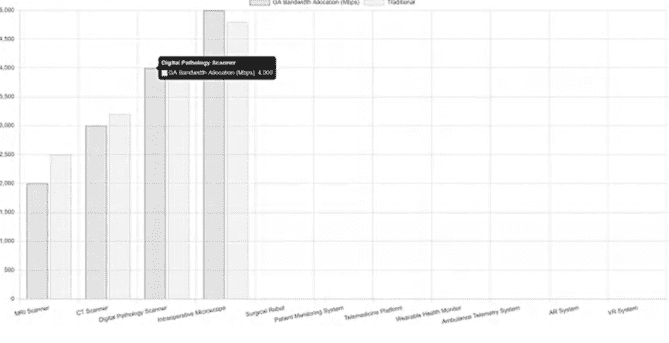 GA Bandwidth Allocation (Mbps) Traditional
5,000
4,500
4,000
3,500
3,000
2,500
2,000
1,500
1,000
500
0
Digital Pathology Scanner
GA Bandwidth Allocation (Mbps) 4,000
MRI Scanner
CT Scanner
Digital Pathology Scanner
Intraoperative Microscope
Surgical Robot
Patient Monitoring System
Telemedicine Platform
Wearable Health Monitor
Ambulance Telemetry System
AR System
VR System